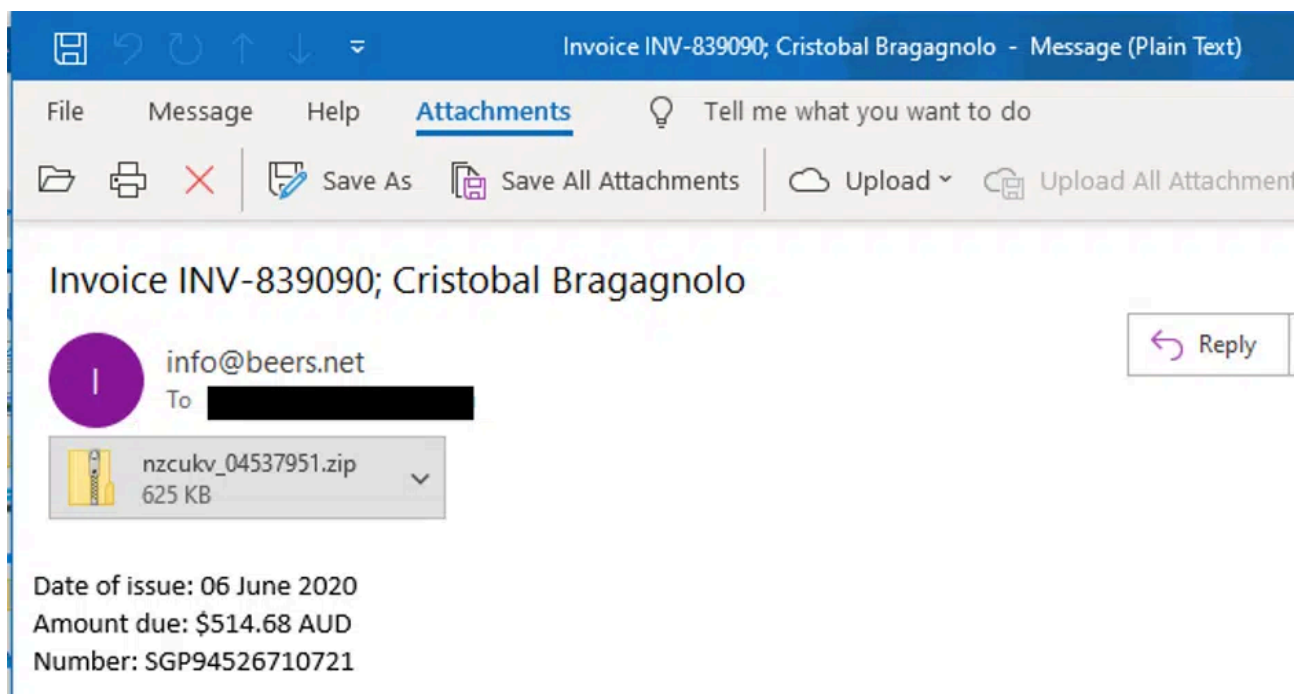 Invoice INV-839090; Cristobal Bragagnolo - Message (Plain Text)
File Message Help Attachments Tell me what you want to do
Save As Save All Attachments Upload Upload All Attachment
Invoice INV-839090; Cristobal Bragagnolo
I
info@beers.net
To
Reply
nzcukv_04537951.zip
625 KB
Date of issue: 06 June 2020
Amount due: $514.68 AUD
Number: SGP94526710721